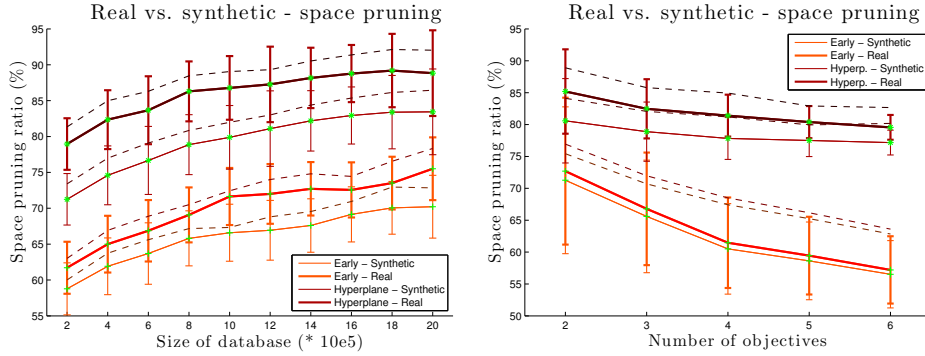 Real vs. synthetic - space pruning
Space pruning ratio (%)
95
90
85
80
75
70
65
60
55
2 4 6 8 10 12 14 16 18 20
Size of database (* 10e5)
Early - Synthetic
Early - Real
Hyperplane - Synthetic
Hyperplane - Real
Real vs. synthetic - space pruning
Space pruning ratio (%)
95
90
85
80
75
70
65
60
55
50
2 3 4 5 6
Number of objectives
Early - Synthetic
Early - Real
Hyperp. - Synthetic
Hyperp. - Real